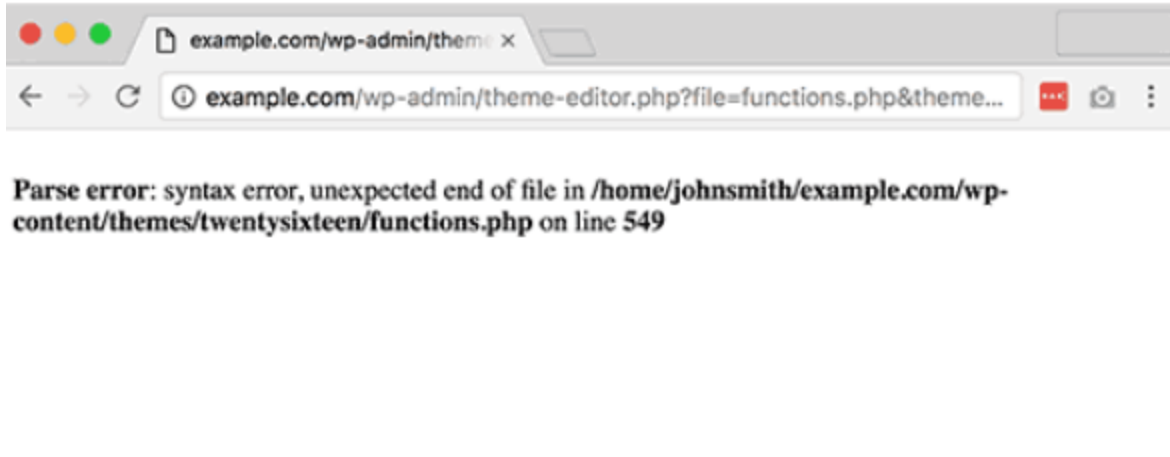 example.com/wp-admin/them
example.com/wp-admin/theme-editor.php?file=functions.php&theme...
Parse error: syntax error, unexpected end of file in /home/johnsmith/example.com/wp-
content/themes/twentysixteen/functions.php on line 549